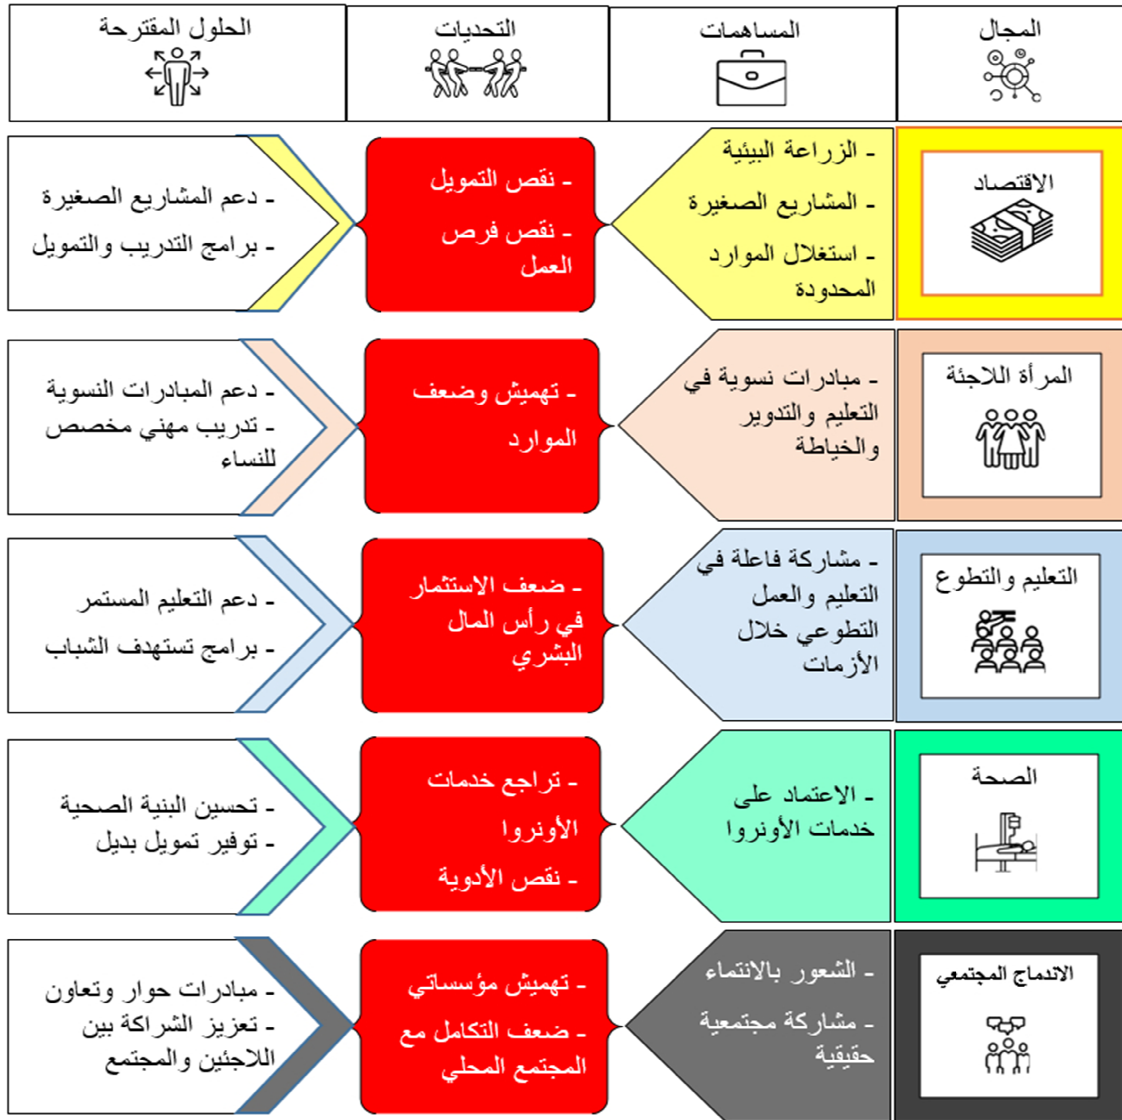 المجال
المساهمات
التحديات
الحلول المقترحة
الاقتصاد
- الزراعة البيئية
- المشاريع الصغيرة
- استغلال الموارد
المحدودة
- نقص التمويل
- نقص فرص
العمل
- دعم المشاريع الصغيرة
- برامج التدريب والتمويل
المرأة اللاجئة
- مبادرات نسوية في
التعليم والتدوير
والخياطة
- تهميش وضعف
الموارد
- دعم المبادرات النسوية
- تدريب مهني مخصص
للنساء
التعليم والتطوع
- مشاركة فاعلة في
التعليم والعمل
التطوعي خلال
الأزمات
- ضعف الاستثمار
في رأس المال
البشري
- دعم التعليم المستمر
- برامج تستهدف الشباب
الصحة
- الاعتماد على
خدمات الأونروا
- تراجع خدمات
الأونروا
- نقص الأدوية
- تحسين البنية الصحية
- توفير تمويل بديل
الاندماج المجتمعي
- الشعور بالانتماء
- مشاركة مجتمعية
حقيقية
- تهميش مؤسساتي
- ضعف التكامل مع
المجتمع المحلي
- مبادرات حوار وتعاون
- تعزيز الشراكة بين
اللاجئين والمجتمع